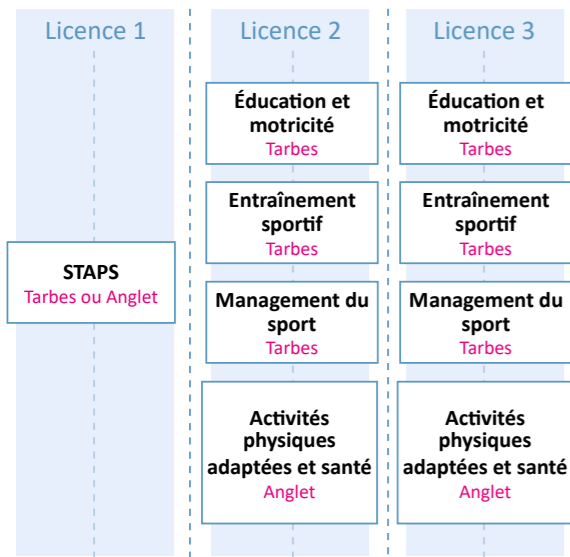 Licence 1
STAPS
Tarbes ou Anglet
Licence 2
Éducation et
motricité
Tarbes
Entraînement
sportif
Tarbes
Management du
sport
Tarbes
Activités
physiques
adaptées et santé
Anglet
Licence 3
Éducation et
motricité
Tarbes
Entraînement
sportif
Tarbes
Management du
sport
Tarbes
Activités
physiques
adaptées et santé
Anglet